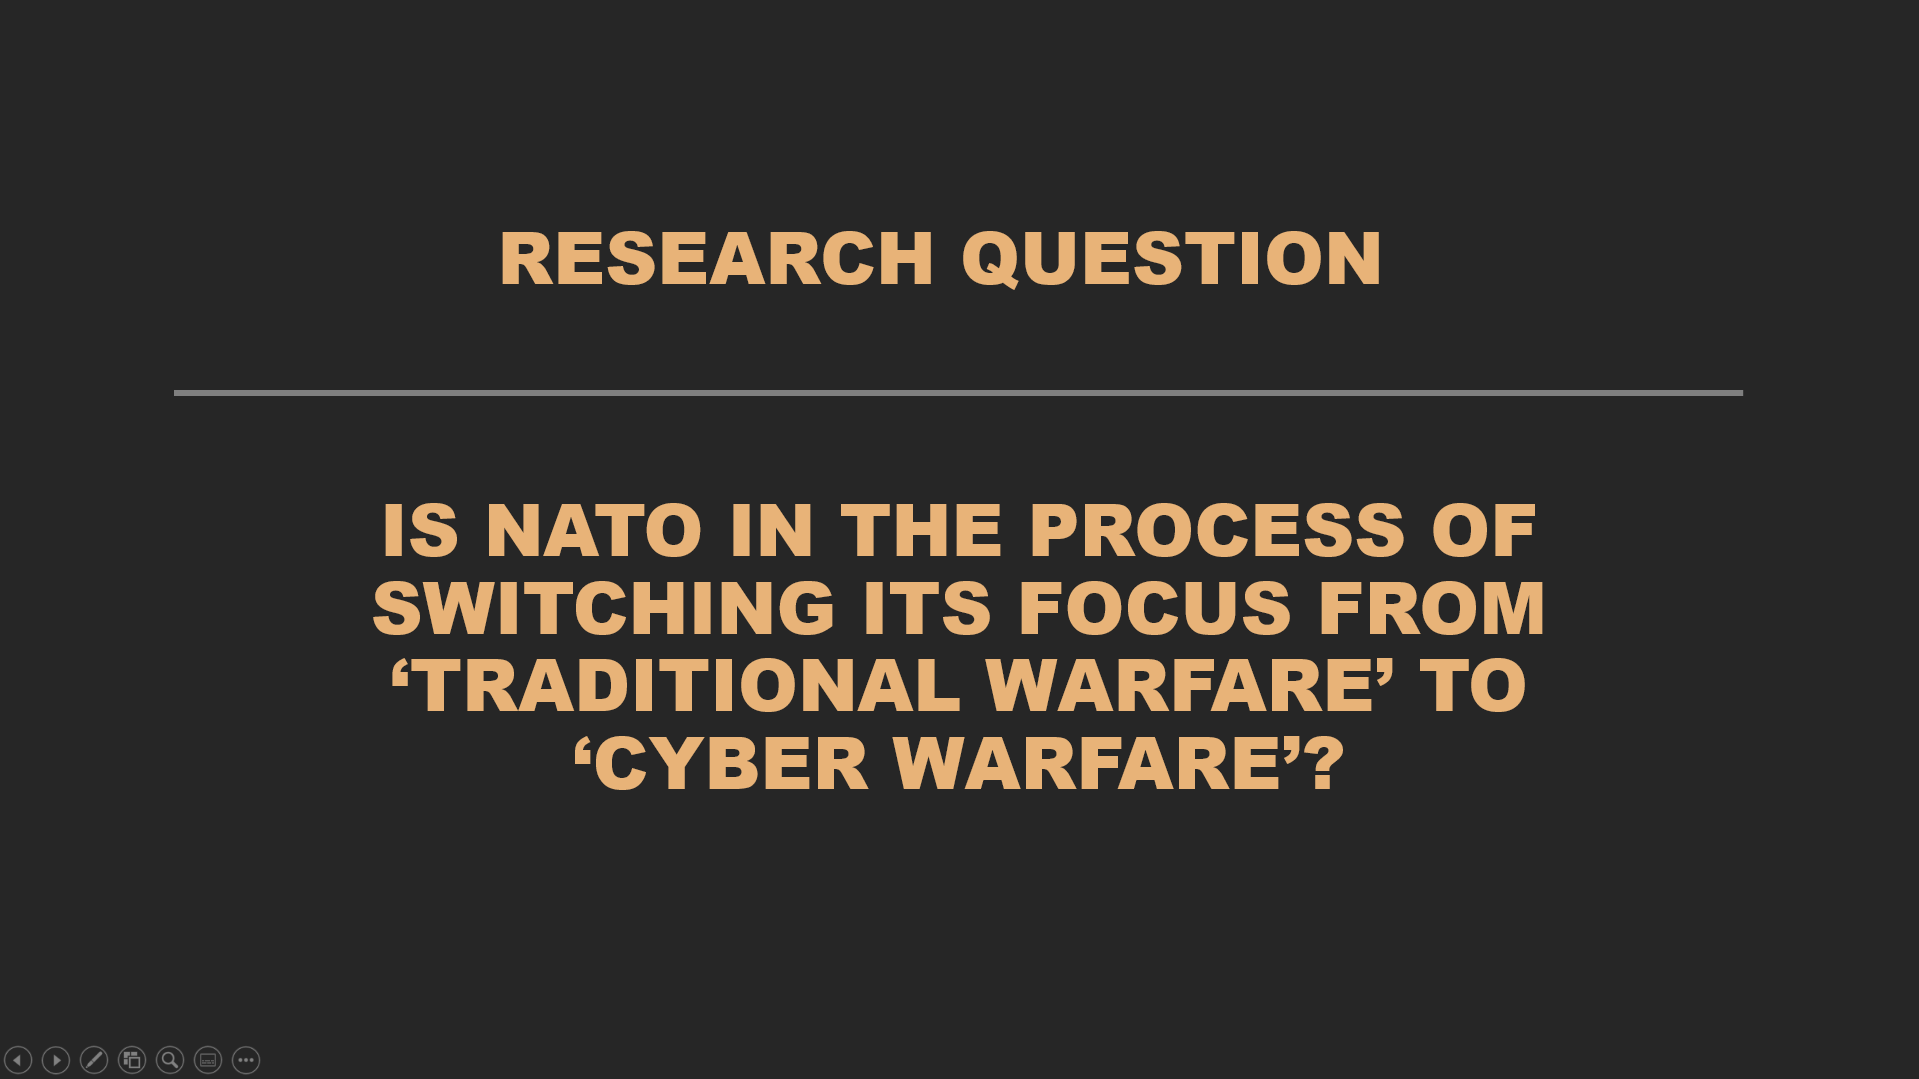 RESEARCH QUESTION
IS NATO IN THE PROCESS OF
SWITCHING ITS FOCUS FROM
‘TRADITIONAL WARFARE’ TO
‘CYBER WARFARE’?